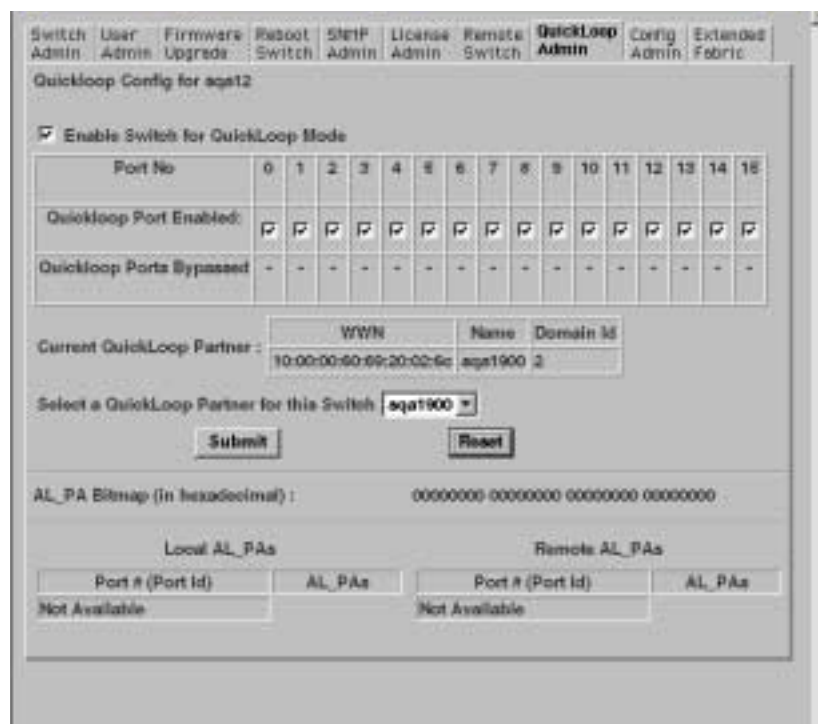 Switch Admin User Admin Firmware Upgrade Reboot Switch SNMP Admin License Admin Remote Switch QuickLoop Admin Config Admin Extended Fabric
Quickloop Config for aqa12
Enable Switch for QuickLoop Mode
Port No 0 1 2 3 4 5 6 7 8 9 10 11 12 13 14 15
Quickloop Port Enabled:
Quickloop Ports Bypassed - - - - - - - - - - - - - - - -
WWN Name Domain Id
Current QuickLoop Partner : 10:00:00:60:69:20:02:6c aqa1900 2
Select a QuickLoop Partner for this Switch aqa1900
Submit Reset
AL_PA Bitmap (in hexadecimal) : 00000000 00000000 00000000 00000000
Local AL_PAs Remote AL_PAs
Port # (Port Id) AL_PAs Port # (Port Id) AL_PAs
Not Available Not Available